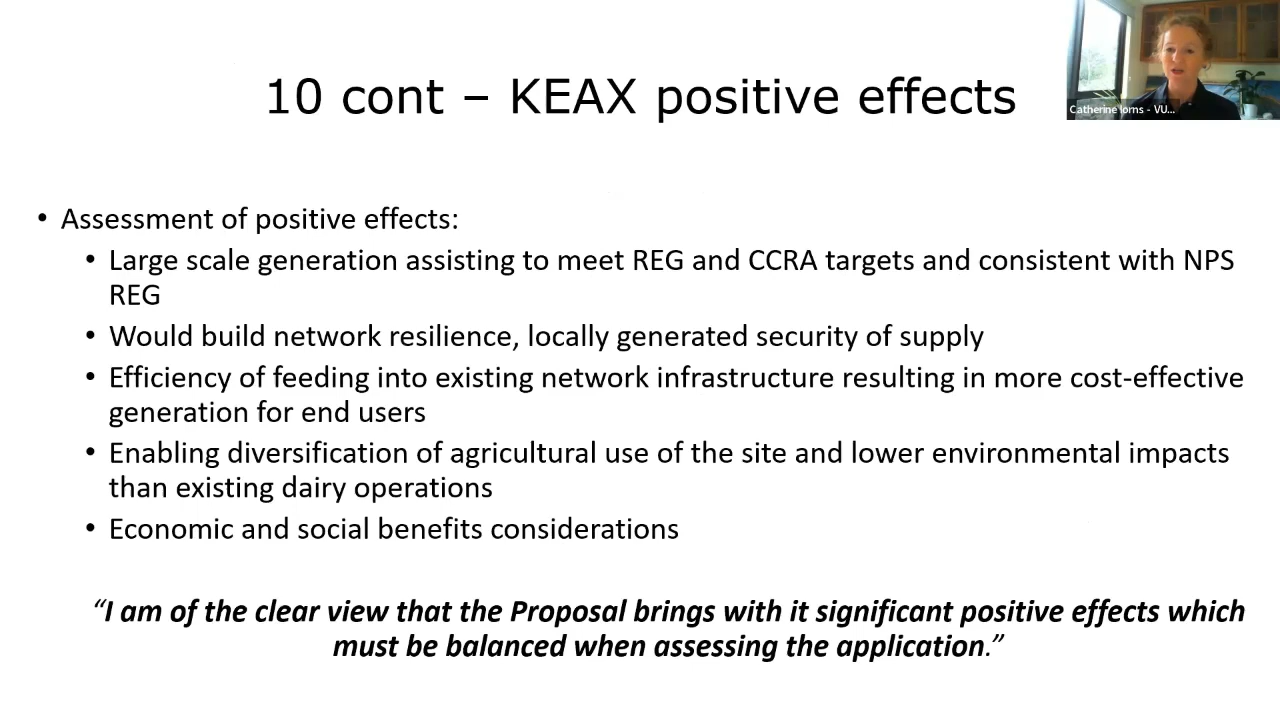 10 cont – KEAX positive effects
Catherine Iorns - VU...
• Assessment of positive effects:
• Large scale generation assisting to meet REG and CCRA targets and consistent with NPS
REG
• Would build network resilience, locally generated security of supply
• Efficiency of feeding into existing network infrastructure resulting in more cost-effective
generation for end users
• Enabling diversification of agricultural use of the site and lower environmental impacts
than existing dairy operations
• Economic and social benefits considerations
“I am of the clear view that the Proposal brings with it significant positive effects which
must be balanced when assessing the application.”